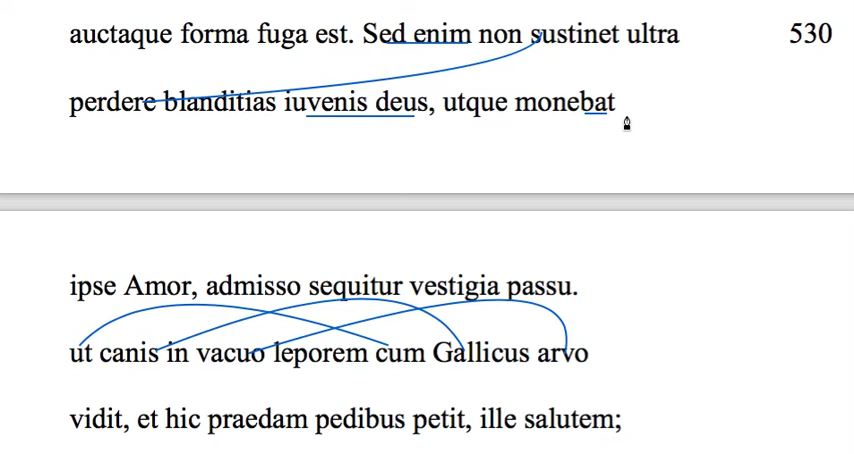 auctaque forma fuga est. Sed enim non sustinet ultra 530
perdere blanditias iuvenis deus, utque monebat
ipse Amor, admisso sequitur vestigia passu.
ut canis in vacuo leporem cum Gallicus arvo
vidit, et hic praedam pedibus petit, ille salutem;